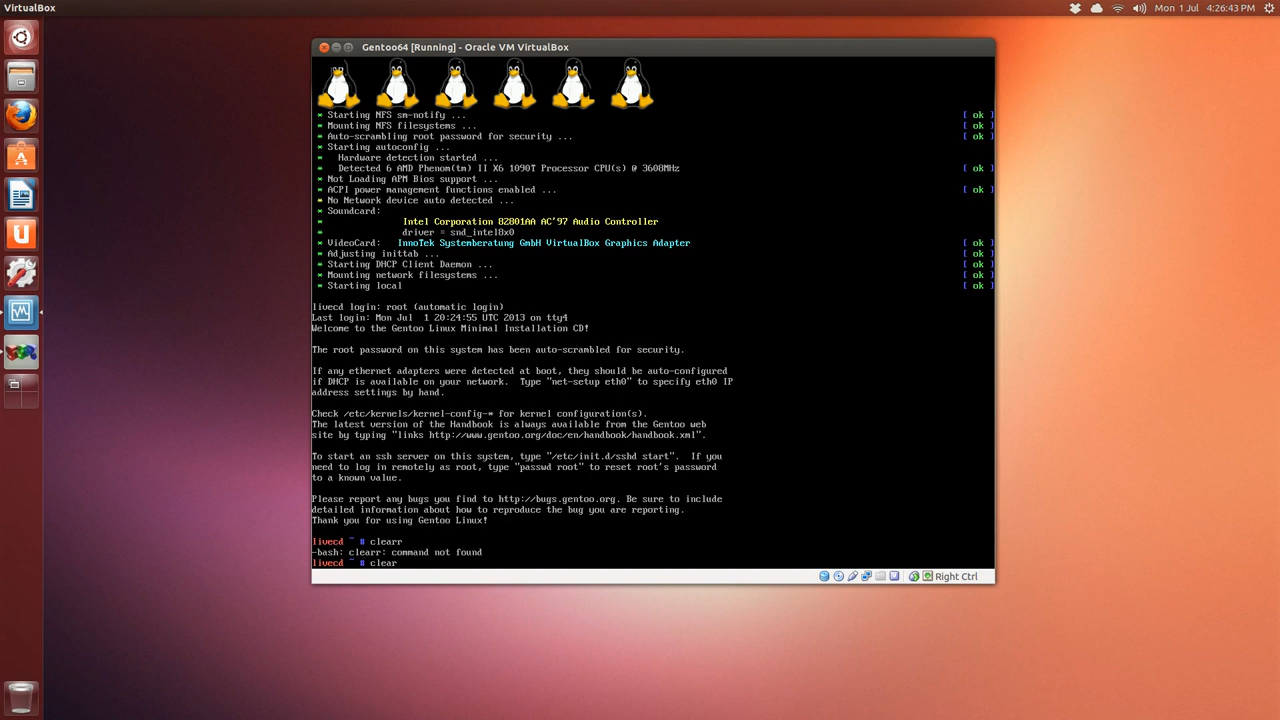 VirtualBox
Mon 1 Jul 4:26:43 PM
Gentoo64 [Running] - Oracle VM VirtualBox
* Starting NFS sm-notify ... [ ok ]
* Mounting NFS filesystems ... [ ok ]
* Auto-scrambling root password for security ... [ ok ]
* Starting autoconfig ...
* Hardware detection started ...
* Detected 6 AMD Phenom(tm) II X6 1090T Processor CPU(s) @ 3608MHz [ ok ]
* Not Loading APM Bios support ...
* ACPI power management functions enabled ... [ ok ]
* No Network device auto detected ...
* Soundcard:
* Intel Corporation 82801AA AC'97 Audio Controller
* driver = snd_intel8x0
* VideoCard: InnoTek Systemberatung GmbH VirtualBox Graphics Adapter [ ok ]
* Adjusting inittab ... [ ok ]
* Starting DHCP Client Daemon ... [ ok ]
* Mounting network filesystems ... [ ok ]
* Starting local [ ok ]
livecd login: root (automatic login)
Last login: Mon Jul 1 20:24:55 UTC 2013 on tty4
Welcome to the Gentoo Linux Minimal Installation CD!
The root password on this system has been auto-scrambled for security.
If any ethernet adapters were detected at boot, they should be auto-configured
if DHCP is available on your network. Type "net-setup eth0" to specify eth0 IP
address settings by hand.
Check /etc/kernels/kernel-config-* for kernel configuration(s).
The latest version of the Handbook is always available from the Gentoo web
site by typing "links http://www.gentoo.org/doc/en/handbook/handbook.xml".
To start an ssh server on this system, type "/etc/init.d/sshd start". If you
need to log in remotely as root, type "passwd root" to reset root's password
to a known value.
Please report any bugs you find to http://bugs.gentoo.org. Be sure to include
detailed information about how to reproduce the bug you are reporting.
Thank you for using Gentoo Linux!
livecd ~ # clearr
-bash: clearr: command not found
livecd ~ # clear
Right Ctrl